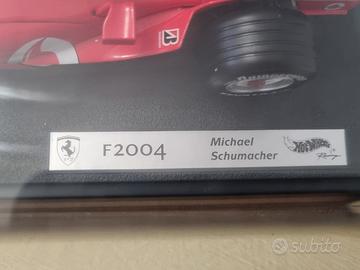 F2004
Michael
Schumacher
Hot Wheels
Racing
subito